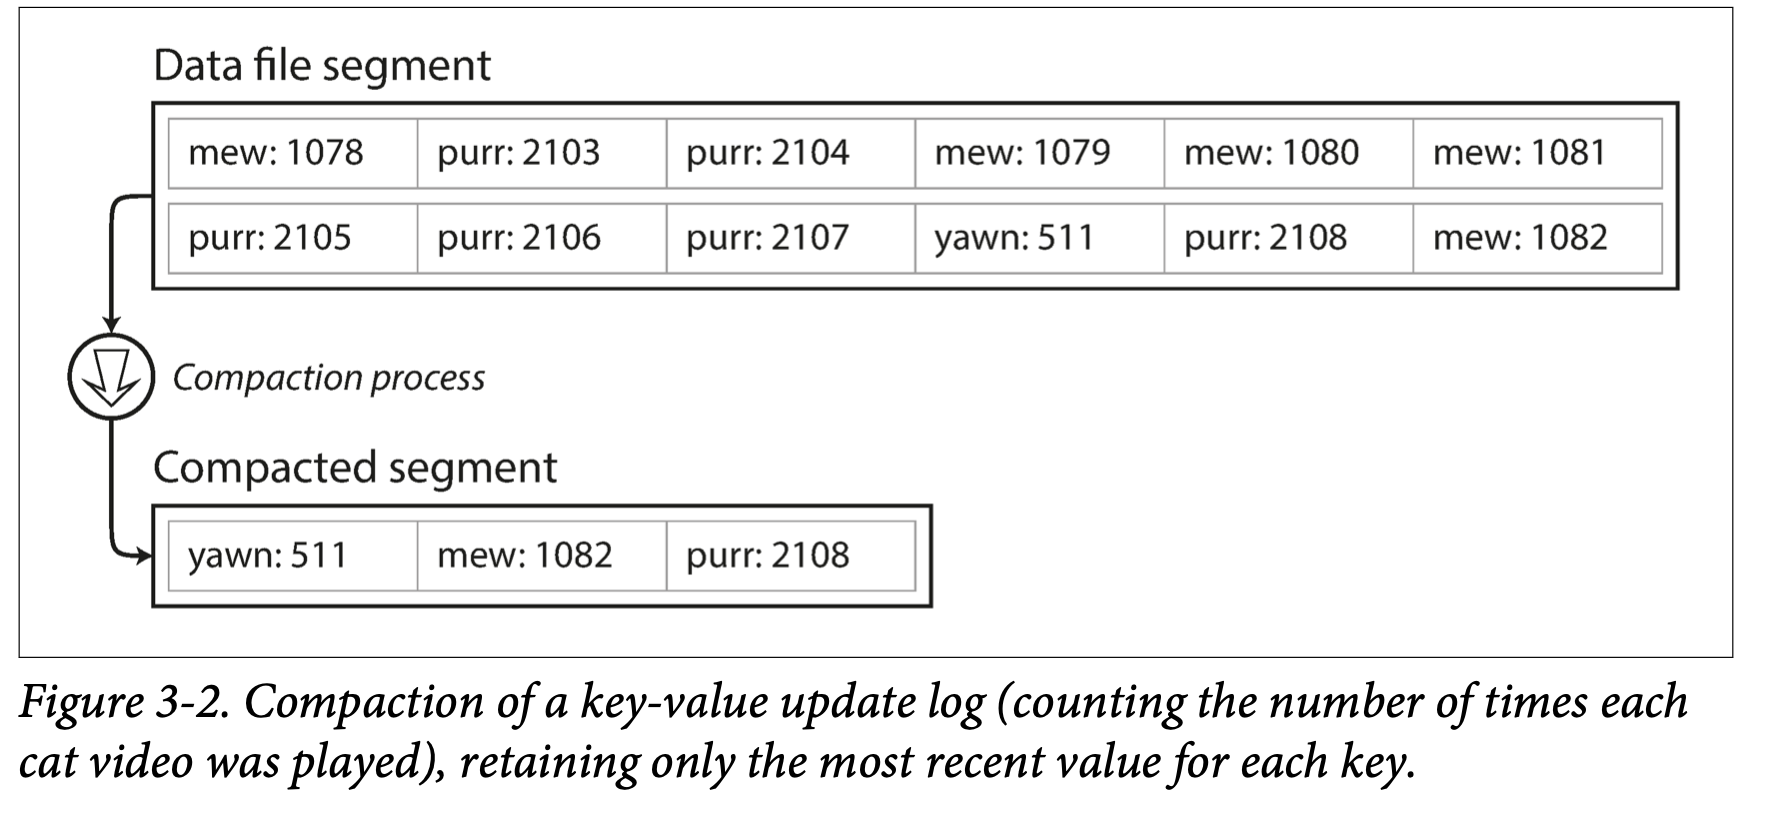 Data file segment
mew: 1078 purr: 2103 purr: 2104 mew: 1079 mew: 1080 mew: 1081
purr: 2105 purr: 2106 purr: 2107 yawn: 511 purr: 2108 mew: 1082
Compaction process
Compacted segment
yawn: 511 mew: 1082 purr: 2108
Figure 3-2. Compaction of a key-value update log (counting the number of times each
cat video was played), retaining only the most recent value for each key.